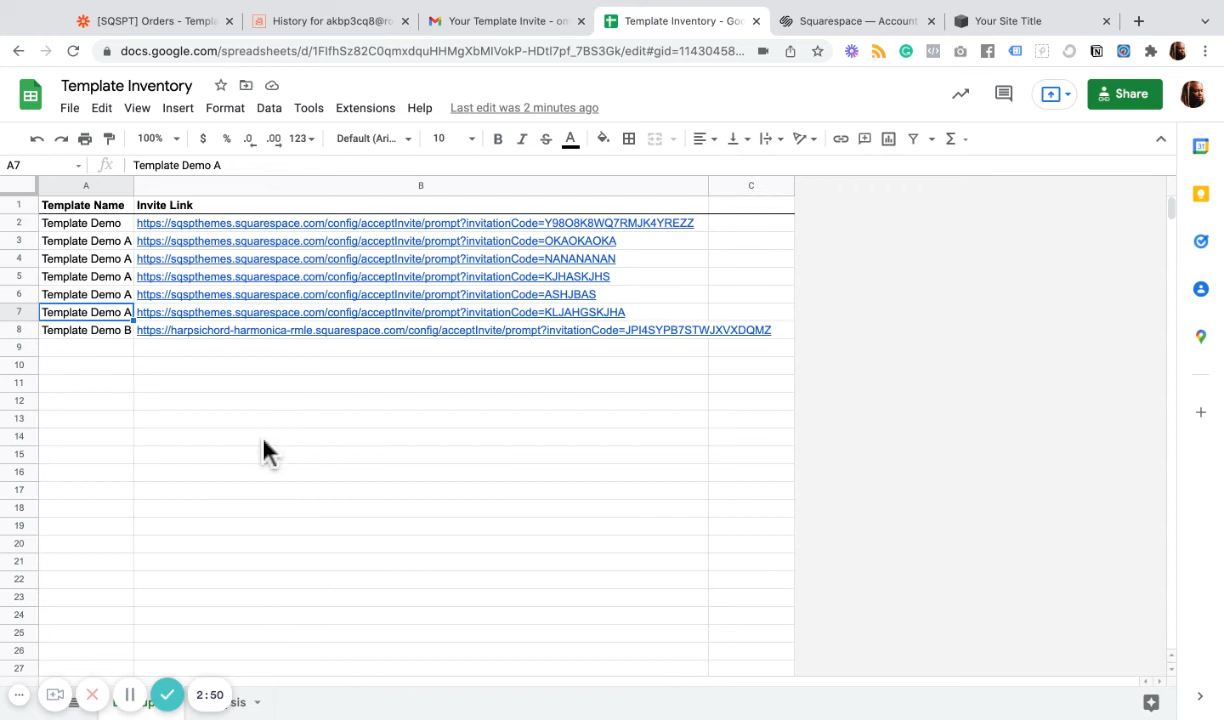 [SQSPT] Orders - Templa
History for akbp3cq8@ro
Your Template Invite - om
Template Inventory - Goo
Squarespace — Account
Your Site Title
docs.google.com/spreadsheets/d/1FIfhSz82C0qmxdquHHMgXbMIVokP-HDtI7pf_7BS3Gk/edit#gid=11430458...
Template Inventory
File Edit View Insert Format Data Tools Extensions Help Last edit was 2 minutes ago
Share
100% $ % .0 .00 123 Default (Ari... 10 B I S A
A7 fx Template Demo A
A B C
1 Template Name Invite Link
2 Template Demo https://sqspthemes.squarespace.com/config/acceptInvite/prompt?invitationCode=Y98O8K8WQ7RMJK4YREZZ
3 Template Demo A https://sqspthemes.squarespace.com/config/acceptInvite/prompt?invitationCode=OKAOKAOKA
4 Template Demo A https://sqspthemes.squarespace.com/config/acceptInvite/prompt?invitationCode=NANANANAN
5 Template Demo A https://sqspthemes.squarespace.com/config/acceptInvite/prompt?invitationCode=KJHASKJHS
6 Template Demo A https://sqspthemes.squarespace.com/config/acceptInvite/prompt?invitationCode=ASHJBAS
7 Template Demo A https://sqspthemes.squarespace.com/config/acceptInvite/prompt?invitationCode=KLJAHGSKJHA
8 Template Demo B https://harpsichord-harmonica-rmle.squarespace.com/config/acceptInvite/prompt?invitationCode=JPI4SYPB7STWJXVXDQMZ
9
10
11
12
13
14
15
16
17
18
19
20
21
22
23
24
25
26
27
2:50